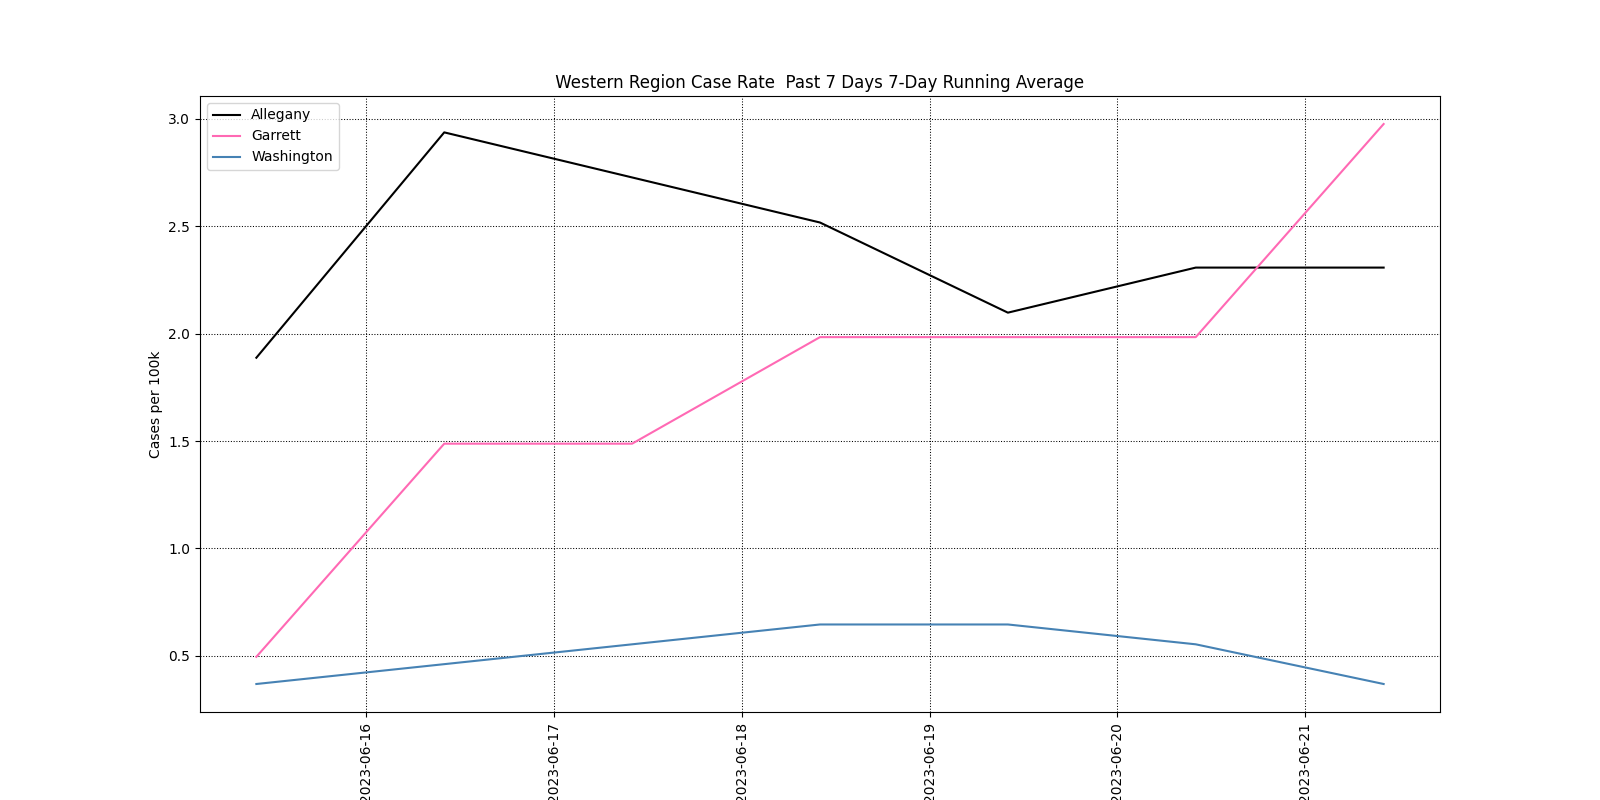 Western Region Case Rate  Past 7 Days 7-Day Running Average
Allegany
Garrett
Washington
Cases per 100k
3.0
2.5
2.0
1.5
1.0
0.5
2023-06-16
2023-06-17
2023-06-18
2023-06-19
2023-06-20
2023-06-21